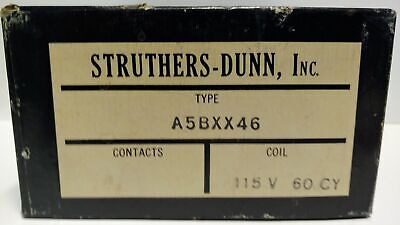 STRUTHERS-DUNN, INC.
TYPE
A5BXX46
CONTACTS COIL
115 V 60 CY